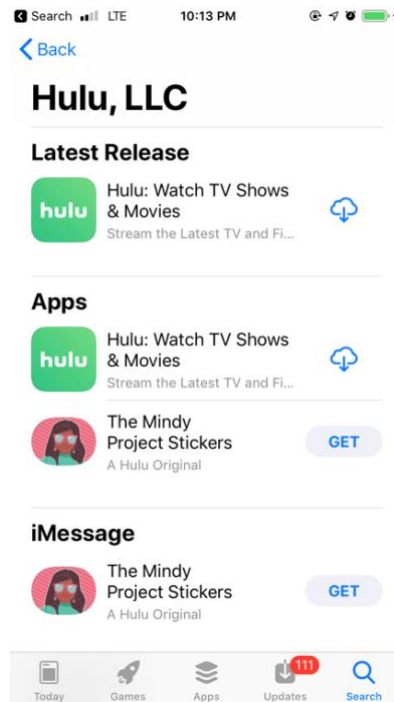 Search LTE 10:13 PM
Back
Hulu, LLC
Latest Release
hulu
Hulu: Watch TV Shows
& Movies
Stream the Latest TV and Fi...
Apps
hulu
Hulu: Watch TV Shows
& Movies
Stream the Latest TV and Fi...
The Mindy
Project Stickers
A Hulu Original
GET
iMessage
The Mindy
Project Stickers
A Hulu Original
GET
111
Today Games Apps Updates Search